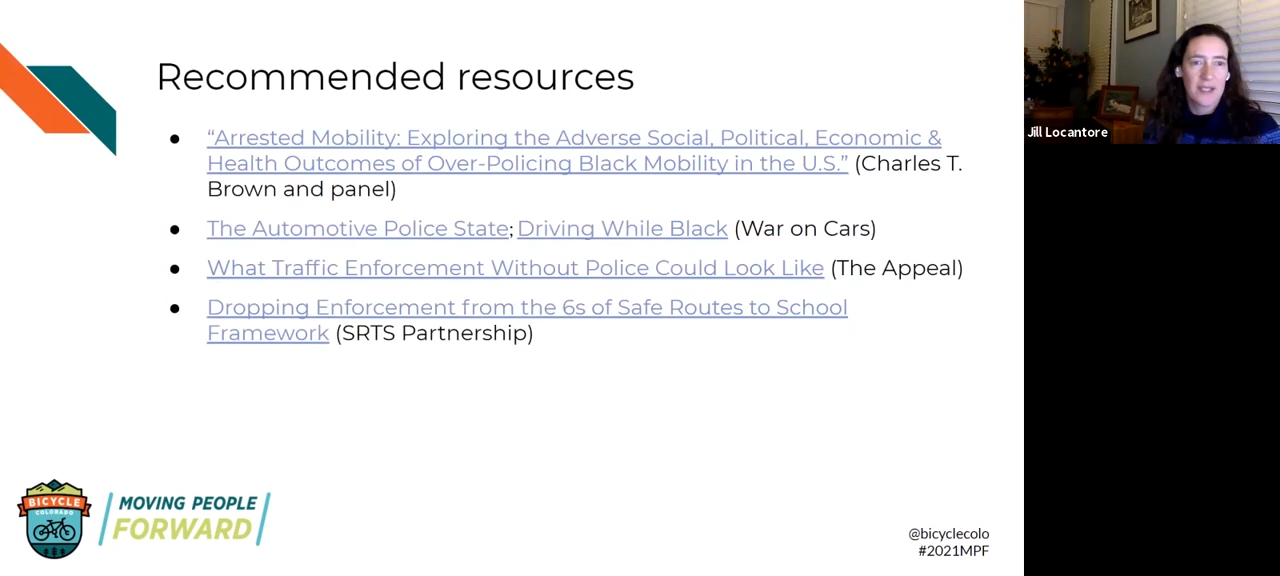 Recommended resources
● “Arrested Mobility: Exploring the Adverse Social, Political, Economic &
Health Outcomes of Over-Policing Black Mobility in the U.S.” (Charles T.
Brown and panel)
● The Automotive Police State; Driving While Black (War on Cars)
● What Traffic Enforcement Without Police Could Look Like (The Appeal)
● Dropping Enforcement from the 6s of Safe Routes to School
Framework (SRTS Partnership)
BICYCLE
COLORADO
MOVING PEOPLE
FORWARD
@bicyclecolo
#2021MPF
Jill Locantore